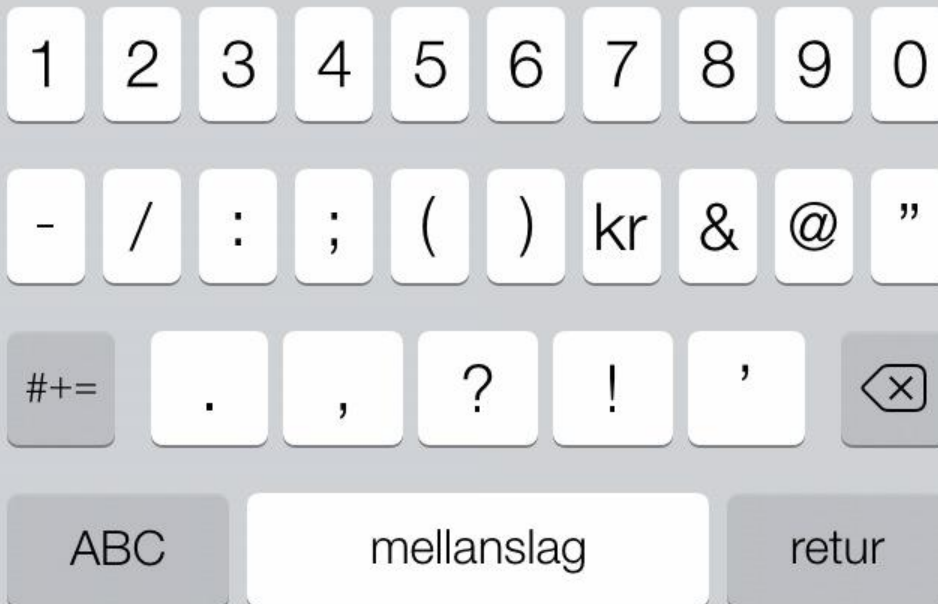 1 2 3 4 5 6 7 8 9 0
- / : ; ( ) kr & @ ”
#+= . , ? ! ’
ABC mellanslag retur